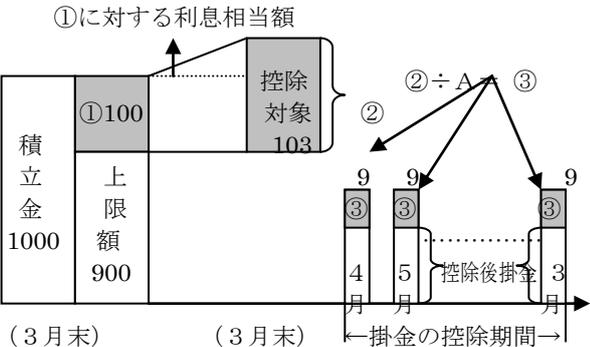 ①に対する利息相当額
②÷A= ③
控除
対象
103
①100
②
積
立
金
1000
上
限
額
900
9
9
9
③
③
③
4
月
5
月
控除後掛金
3
月
（3月末）
（3月末）
←掛金の控除期間→